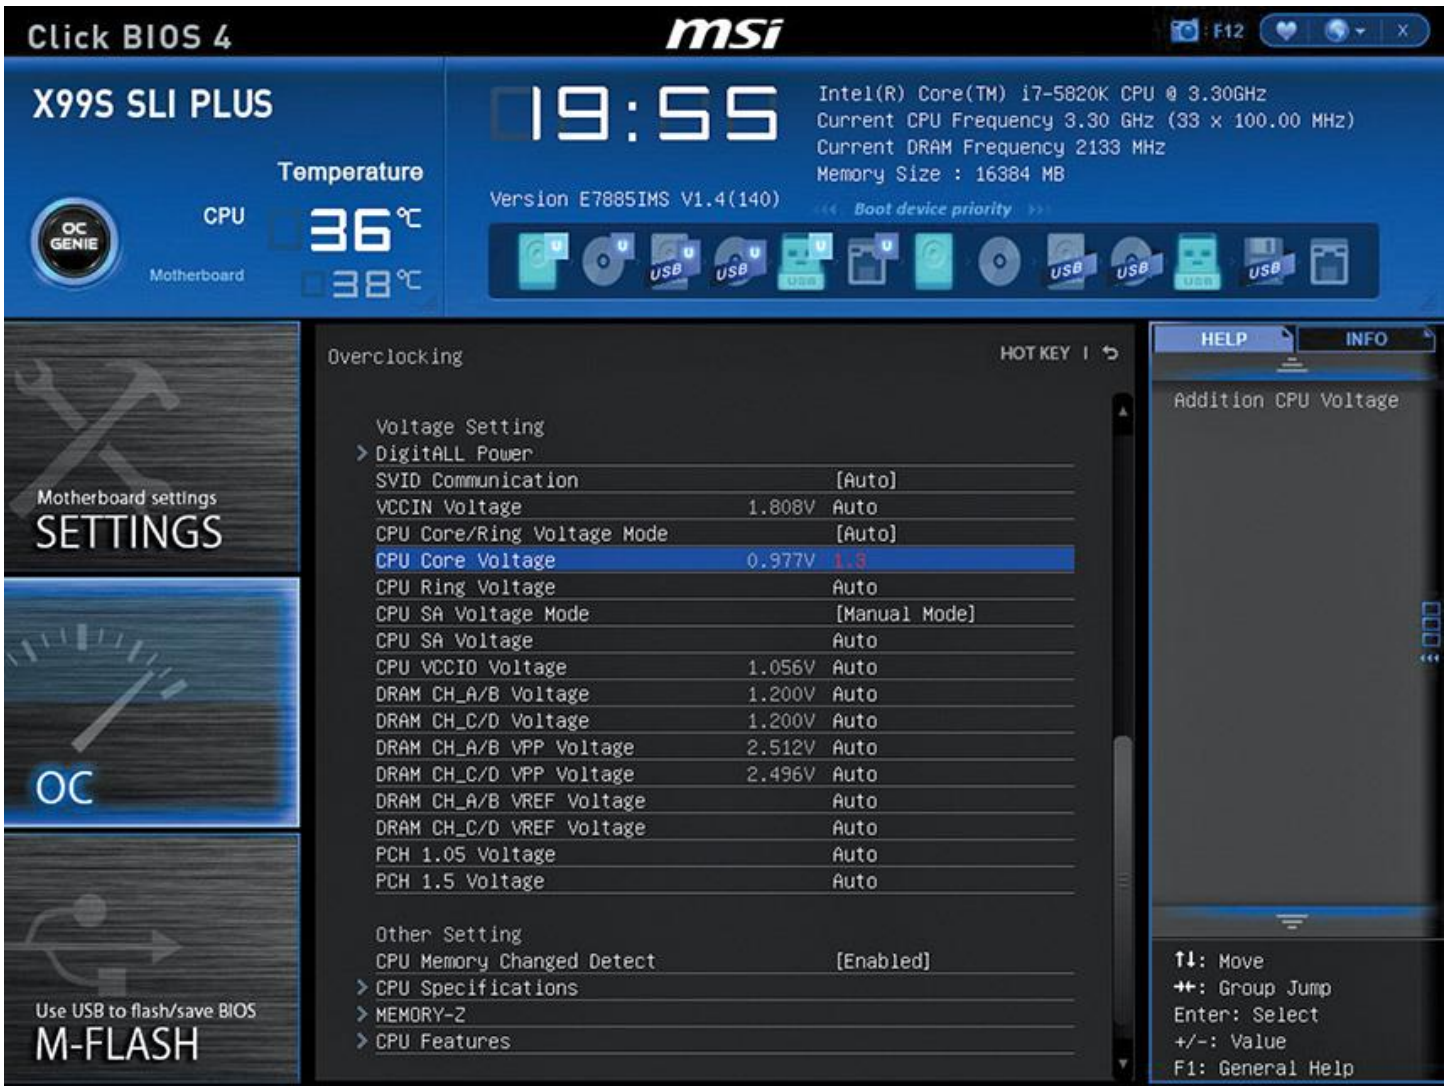 Click BIOS 4
msi
: F12
X
X99S SLI PLUS
19:55
Intel(R) Core(TM) i7-5820K CPU @ 3.30GHz
Current CPU Frequency 3.30 GHz (33 x 100.00 MHz)
Current DRAM Frequency 2133 MHz
Memory Size : 16384 MB
Temperature
OC GENIE
CPU 36°C
Motherboard 38°C
Version E7885IMS V1.4(140)
Boot device priority
U U U U U U
USB USB USB USB USB USB USB
HELP
INFO
Overclocking
HOT KEY |
Addition CPU Voltage
Motherboard settings
SETTINGS
OC
Use USB to flash/save BIOS
M-FLASH
Voltage Setting
> DigitALL Power
SVID Communication [Auto]
VCCIN Voltage 1.808V Auto
CPU Core/Ring Voltage Mode [Auto]
CPU Core Voltage 0.977V 1.3
CPU Ring Voltage Auto
CPU SA Voltage Mode [Manual Mode]
CPU SA Voltage Auto
CPU VCCIO Voltage 1.056V Auto
DRAM CH_A/B Voltage 1.200V Auto
DRAM CH_C/D Voltage 1.200V Auto
DRAM CH_A/B VPP Voltage 2.512V Auto
DRAM CH_C/D VPP Voltage 2.496V Auto
DRAM CH_A/B VREF Voltage Auto
DRAM CH_C/D VREF Voltage Auto
PCH 1.05 Voltage Auto
PCH 1.5 Voltage Auto
Other Setting
CPU Memory Changed Detect [Enabled]
> CPU Specifications
> MEMORY-Z
> CPU Features
↑↓: Move
→←: Group Jump
Enter: Select
+/-: Value
F1: General Help